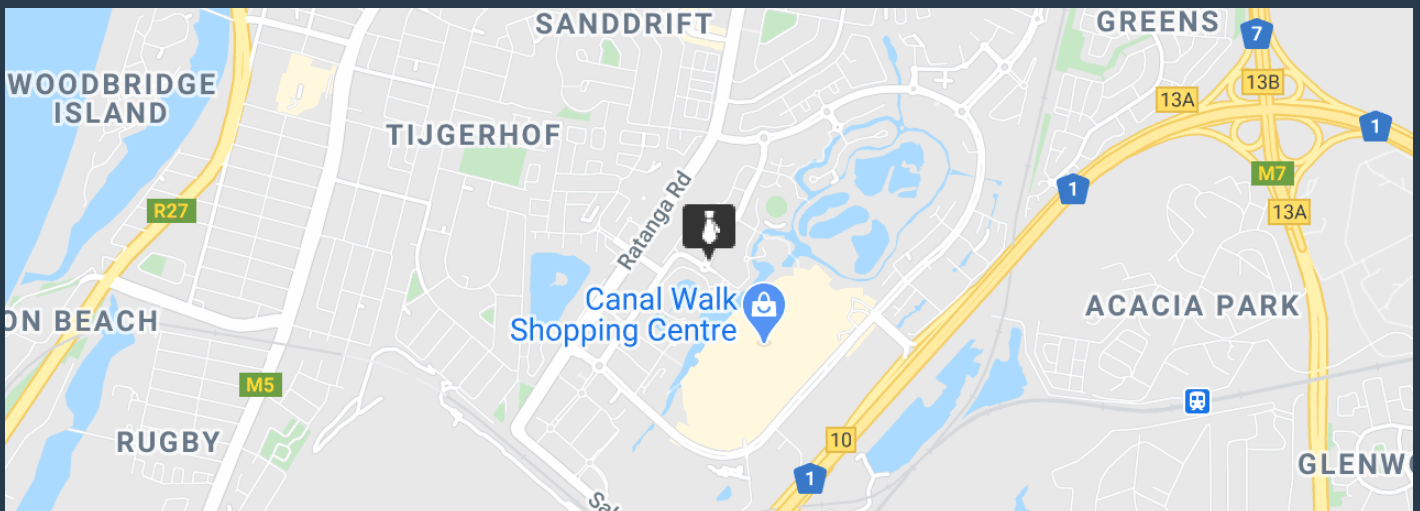 SANDDRIFT
GREENS
7
WOODBRIDGE
ISLAND
13B
13A
1
TIJGERHOF
M7
1
R27
Ratanga Rd
13A
Canal Walk
Shopping Centre
ACACIA PARK
ON BEACH
M5
RUGBY
10
GLENWO
1
Sal